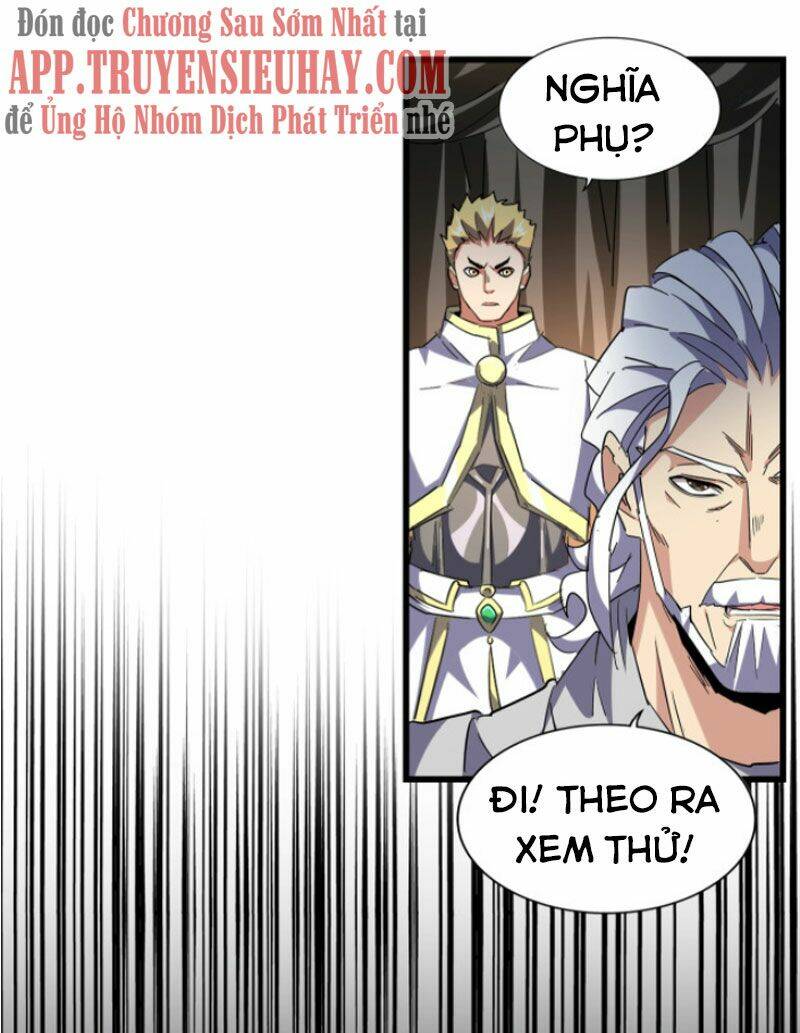 Đón đọc Chương Sau Sớm Nhất tại
APP.TRUYENSIEUHAY.COM
để Ủng Hộ Nhóm Dịch Phát Triển nhé
NGHĨA
PHỤ?
ĐI! THEO RA
XEM THỬ!